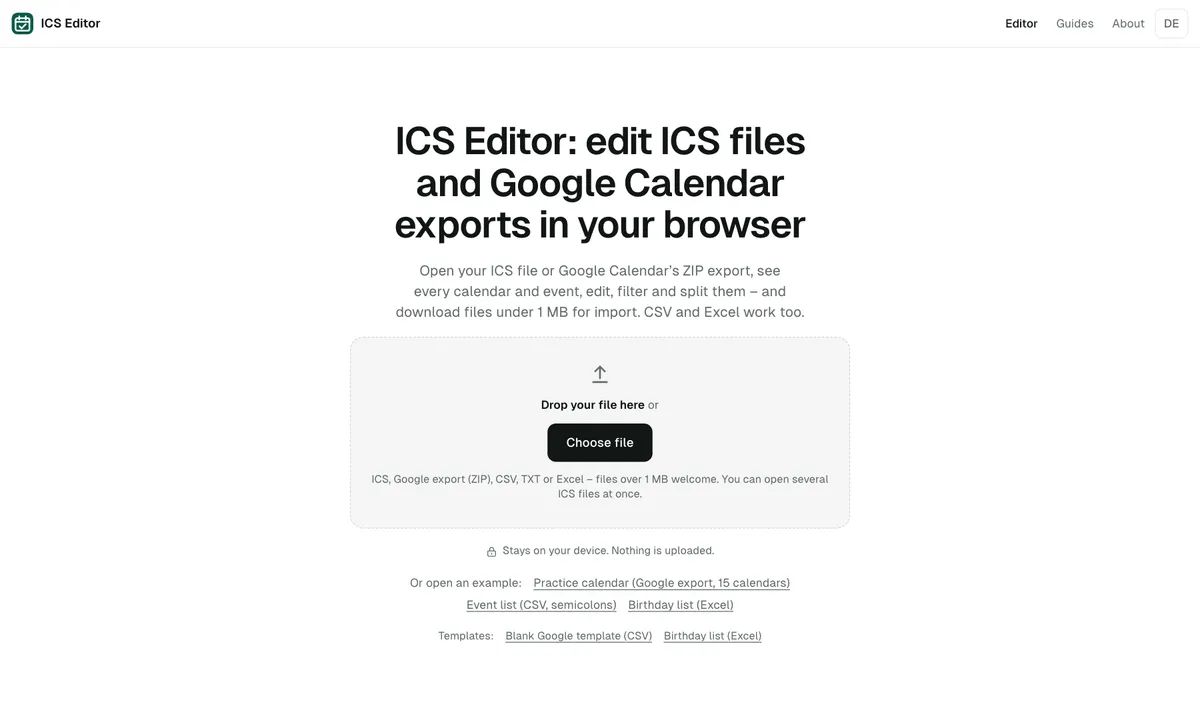 ICS Editor
Editor Guides About DE
ICS Editor: edit ICS files
and Google Calendar
exports in your browser
Open your ICS file or Google Calendar’s ZIP export, see
every calendar and event, edit, filter and split them – and
download files under 1 MB for import. CSV and Excel work too.
Drop your file here or
Choose file
ICS, Google export (ZIP), CSV, TXT or Excel – files over 1 MB welcome. You can open several
ICS files at once.
Stays on your device. Nothing is uploaded.
Or open an example: Practice calendar (Google export, 15 calendars)
Event list (CSV, semicolons) Birthday list (Excel)
Templates: Blank Google template (CSV) Birthday list (Excel)